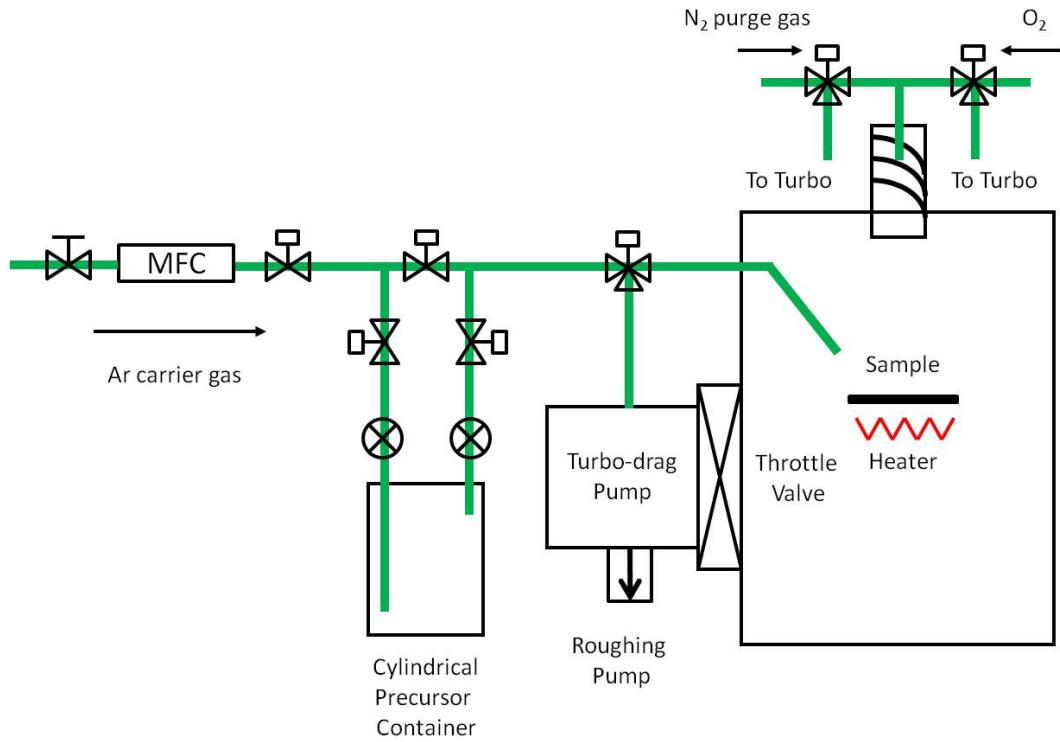 N₂ purge gas
O₂
To Turbo
To Turbo
MFC
Ar carrier gas
Sample
Heater
Throttle
Valve
Turbo-drag
Pump
Roughing
Pump
Cylindrical
Precursor
Container